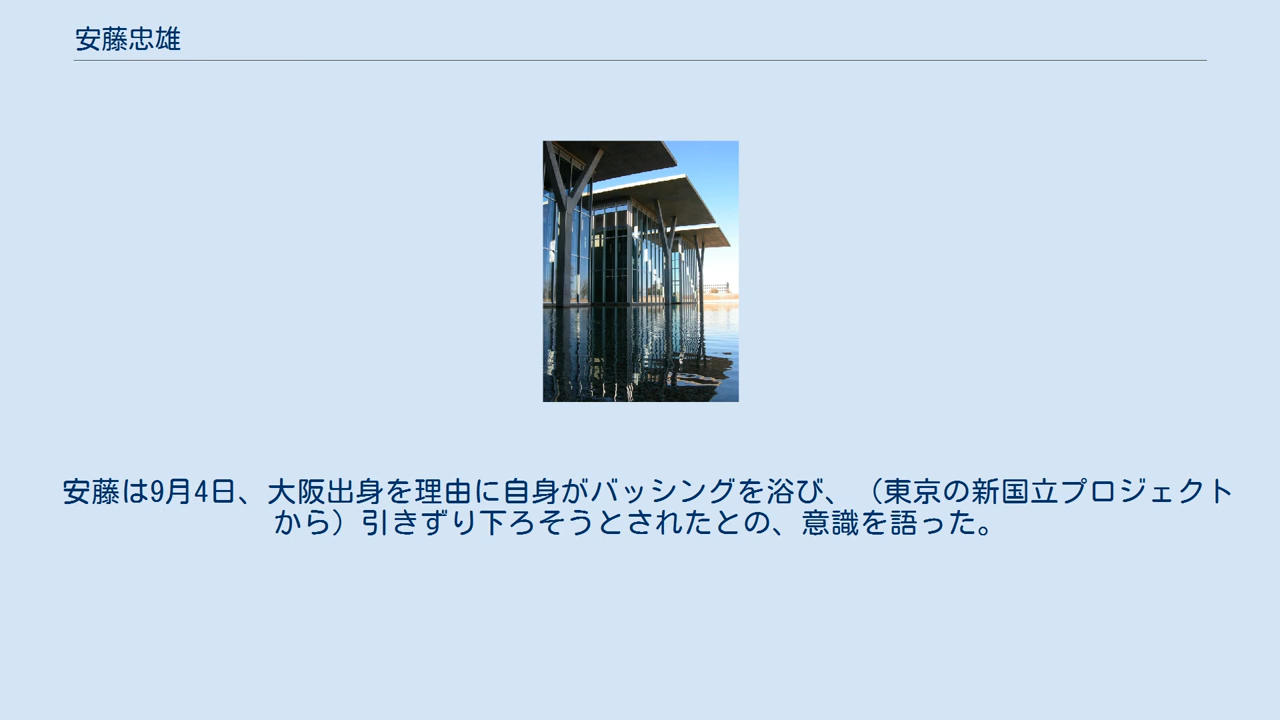 安藤忠雄
安藤は9月4日、大阪出身を理由に自身がバッシングを浴び、（東京の新国立プロジェクト
から）引きずり下ろそうとされたとの、意識を語った。